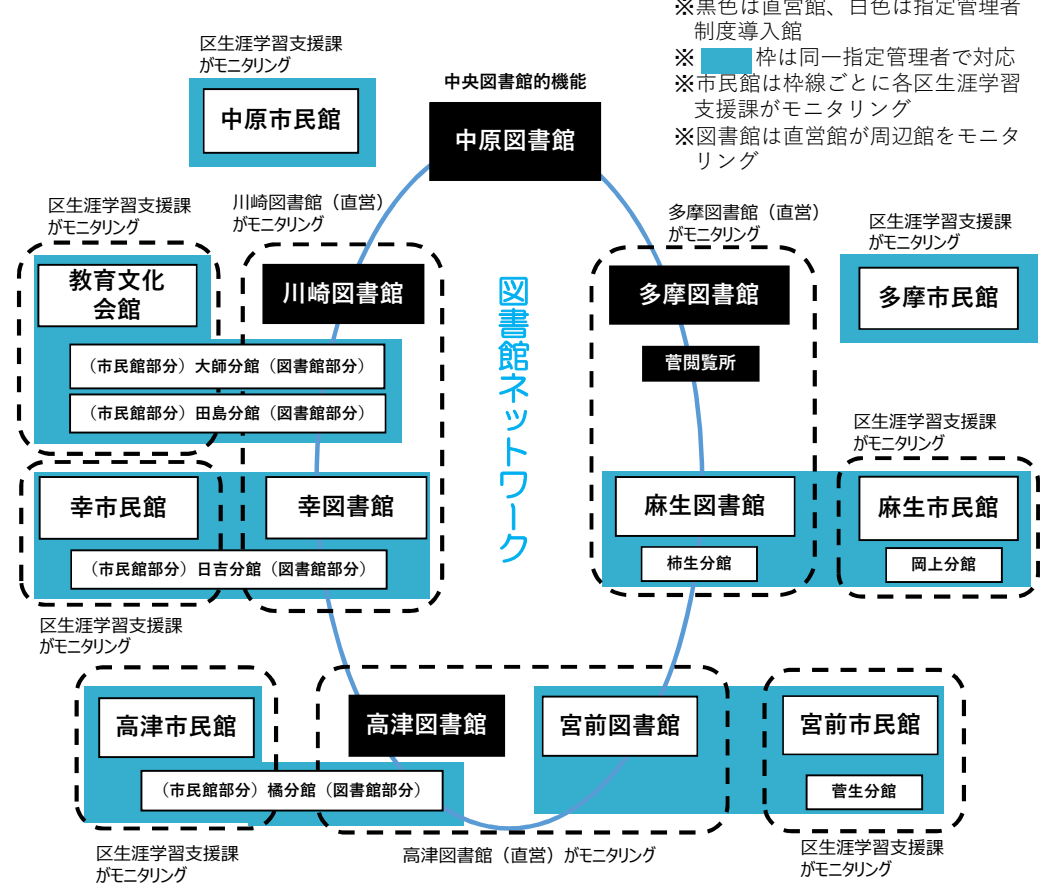 ※黒色は直営館、白色は指定管理者
制度導入館
※ 枠は同一指定管理者で対応
※市民館は枠線ごとに各区生涯学習
支援課がモニタリング
※図書館は直営館が周辺館をモニタ
リング
区生涯学習支援課
がモニタリング
中原市民館
中央図書館的機能
中原図書館
区生涯学習支援課
がモニタリング
川崎図書館（直営）
がモニタリング
多摩図書館（直営）
がモニタリング
区生涯学習支援課
がモニタリング
教育文化
会館
川崎図書館
図書館ネットワーク
多摩図書館
多摩市民館
（市民館部分）大師分館（図書館部分）
菅閲覧所
（市民館部分）田島分館（図書館部分）
区生涯学習支援課
がモニタリング
幸市民館
幸図書館
麻生図書館
麻生市民館
（市民館部分）日吉分館（図書館部分）
柿生分館
岡上分館
区生涯学習支援課
がモニタリング
高津市民館
高津図書館
宮前図書館
宮前市民館
（市民館部分）橘分館（図書館部分）
菅生分館
区生涯学習支援課
がモニタリング
高津図書館（直営）がモニタリング
区生涯学習支援課
がモニタリング